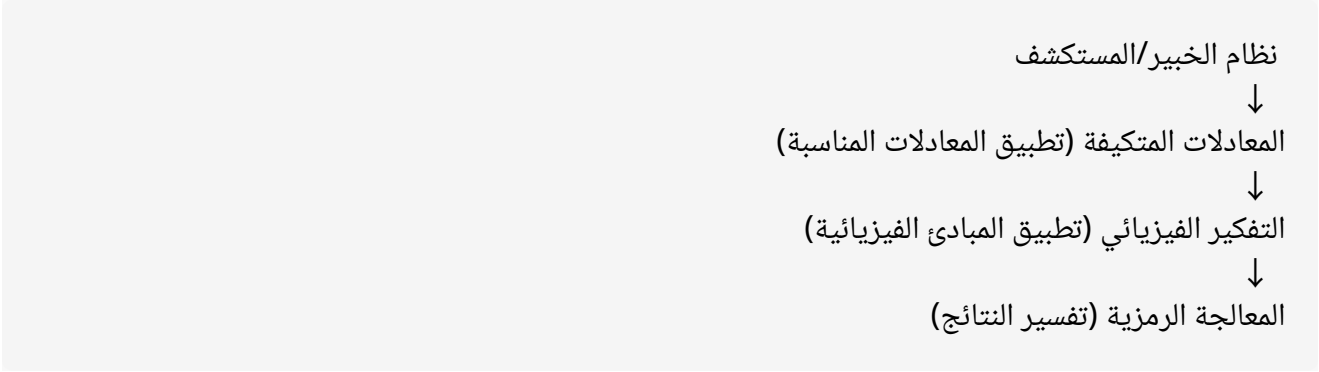 نظام الخبير/المستكشف
↓
المعادلات المتكيفة (تطبيق المعادلات المناسبة)
↓
التفكير الفيزيائي (تطبيق المبادئ الفيزيائية)
↓
المعالجة الرمزية (تفسير النتائج)